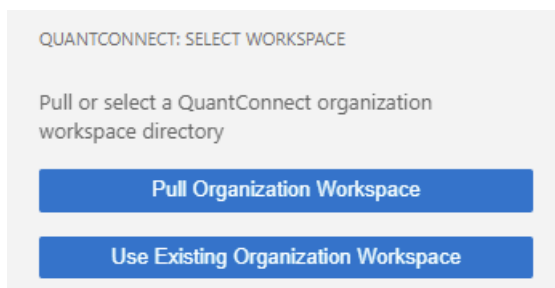 QUANTCONNECT: SELECT WORKSPACE
Pull or select a QuantConnect organization
workspace directory
Pull Organization Workspace
Use Existing Organization Workspace